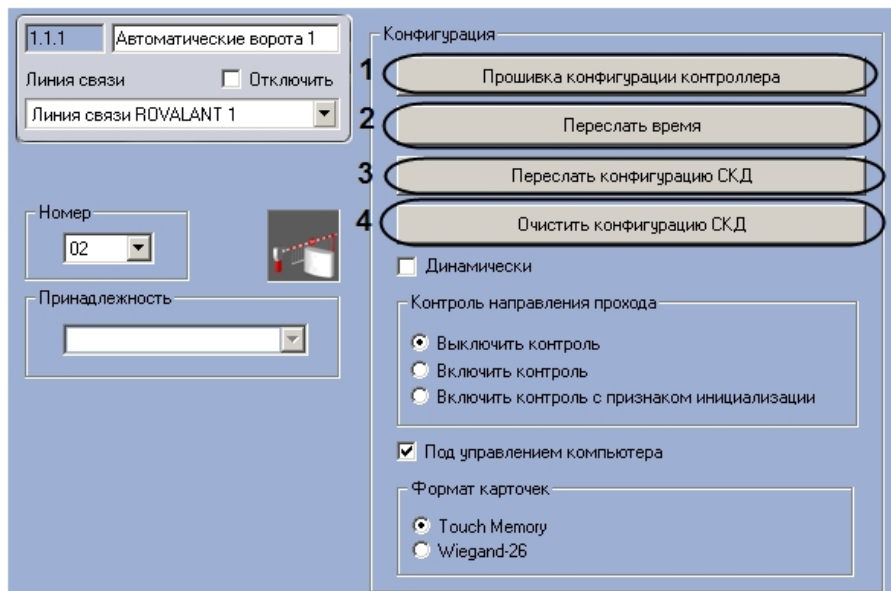 1.1.1 Автоматические ворота 1
Линия связи Отключить
Линия связи ROVALANT 1
Номер
02
Принадлежность
Конфигурация
1 Прошивка конфигурации контроллера
2 Переслать время
3 Переслать конфигурацию СКД
4 Очистить конфигурацию СКД
Динамически
Контроль направления прохода
Выключить контроль
Включить контроль
Включить контроль с признаком инициализации
Под управлением компьютера
Формат карточек
Touch Memory
Wiegand-26